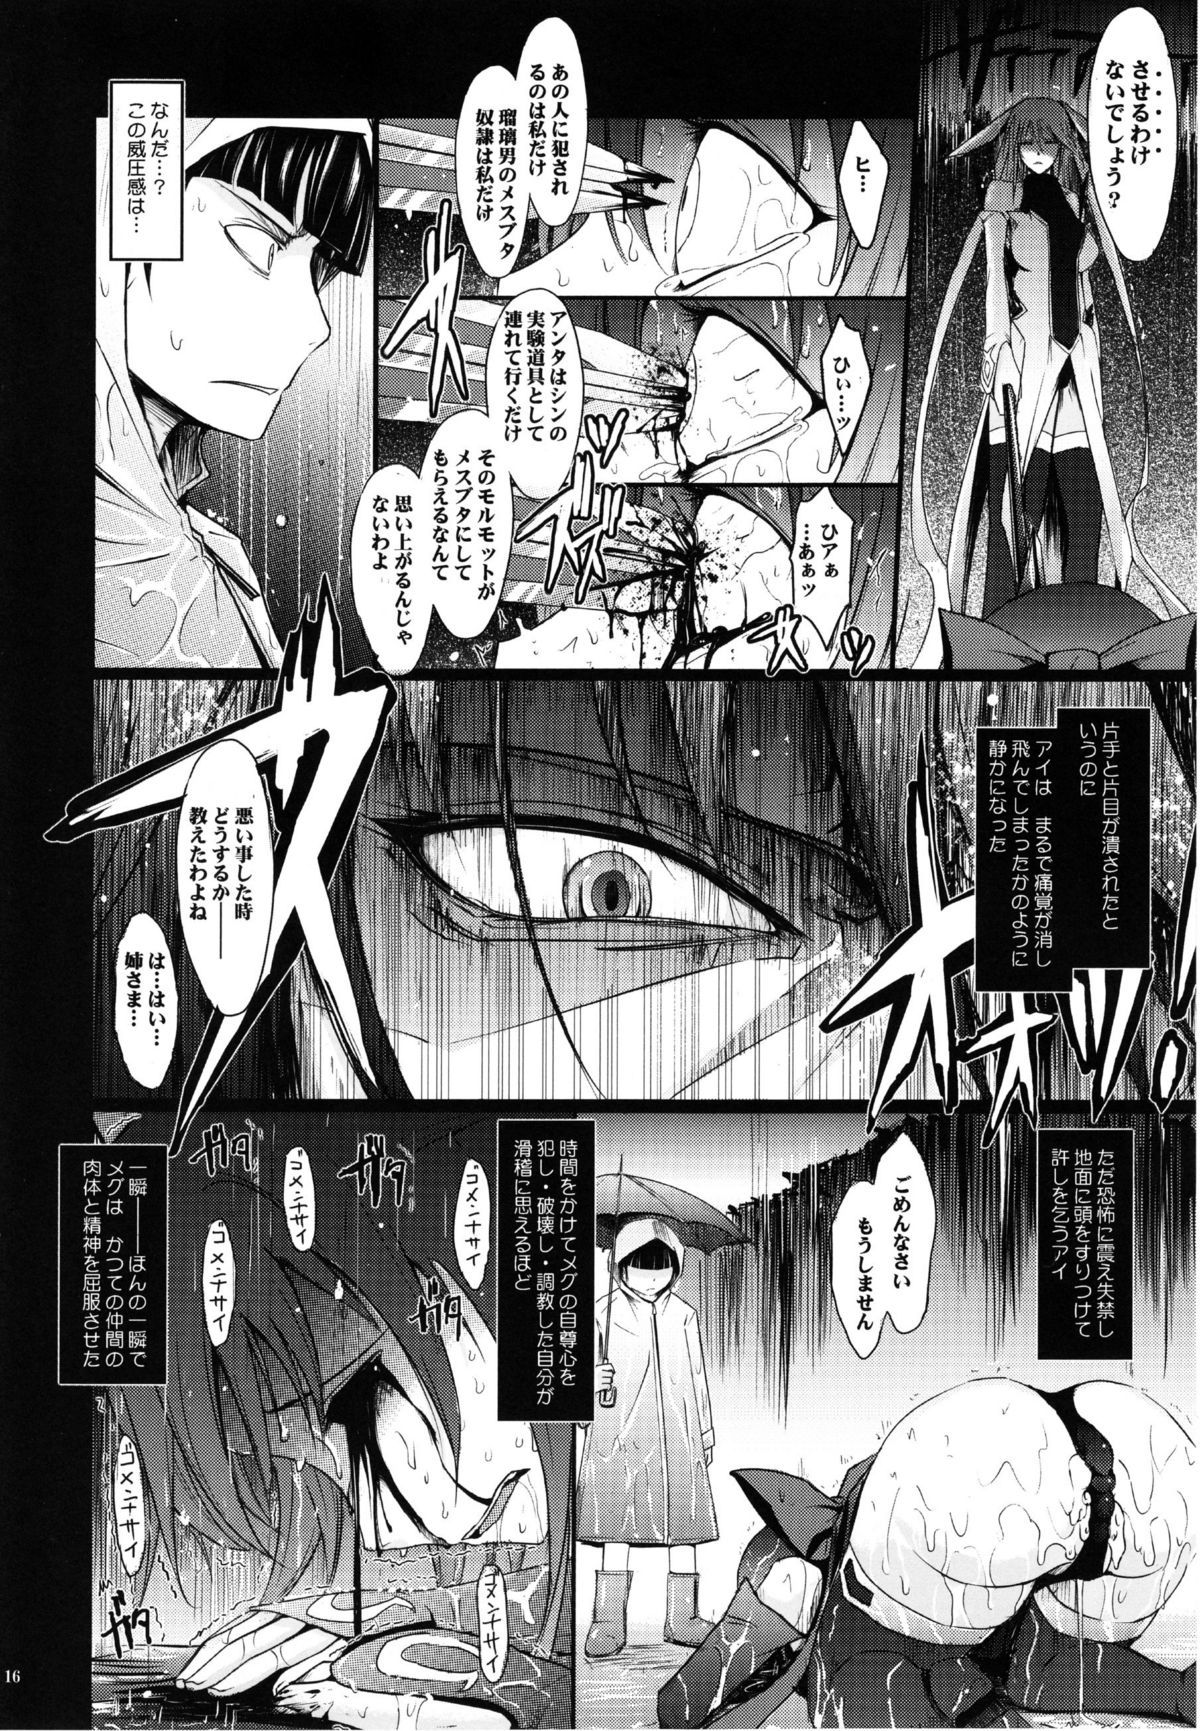 ・・・・・
させるわけ
ないでしょう？
ヒ…
あの人に犯され
るのは私だけ
瑠璃男のメスブタ
奴隷は私だけ
ひぃ…ッ
アンタはシンの
実験道具として
連れて行くだけ
ひアぁ
…あぁッ
そのモルモットが
メスブタにして
もらえるなんて
思い上がるんじゃ
ないわよ
なんだ…？
この威圧感は…
片手と片目が潰されたと
いうのに
アイは　まるで痛覚が消し
飛んでしまったかのように
静かになった
悪い事した時
どうするか――
教えたわよね
は…はい…
姉さま…
ただ恐怖に震え失禁し
地面に頭をすりつけて
許しを乞うアイ
ごめんなさい
もうしません
時間をかけてメグの自尊心を
犯し・破壊し・調教した自分が
滑稽に思えるほど
ゴメンナサイ
ゴメンナサイ
ゴメンナサイ
ゴメンナサイ
ゴメンナサイ
ガタ
ガタ
ガタ
ガタ
一瞬――ほんの一瞬で
メグは　かつての仲間の
肉体と精神を屈服させた
16